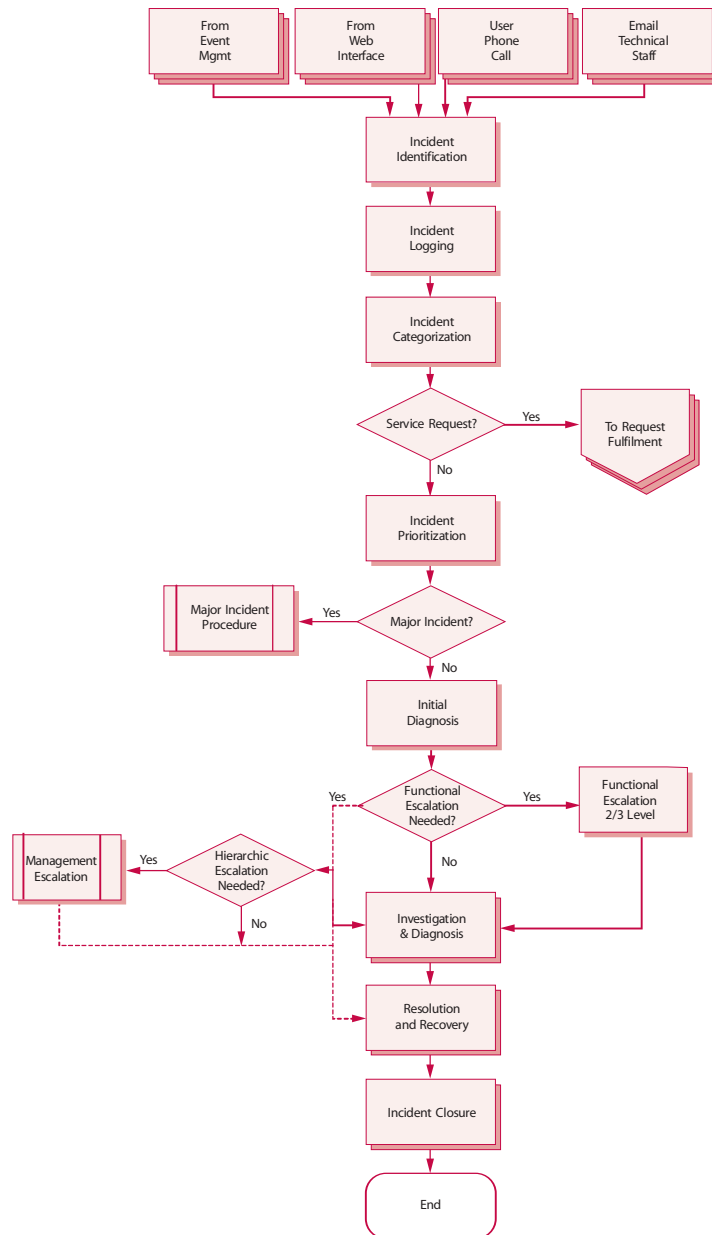 From
Event
Mgmt
From
Web
Interface
User
Phone
Call
Email
Technical
Staff
Incident
Identification
Incident
Logging
Incident
Categorization
Service Request?
Yes
To Request
Fulfilment
No
Incident
Prioritization
Major Incident
Procedure
Yes
Major Incident?
No
Initial
Diagnosis
Yes
Functional
Escalation
Needed?
Yes
Functional
Escalation
2/3 Level
Management
Escalation
Yes
Hierarchic
Escalation
Needed?
No
No
Investigation
& Diagnosis
Resolution
and Recovery
Incident Closure
End